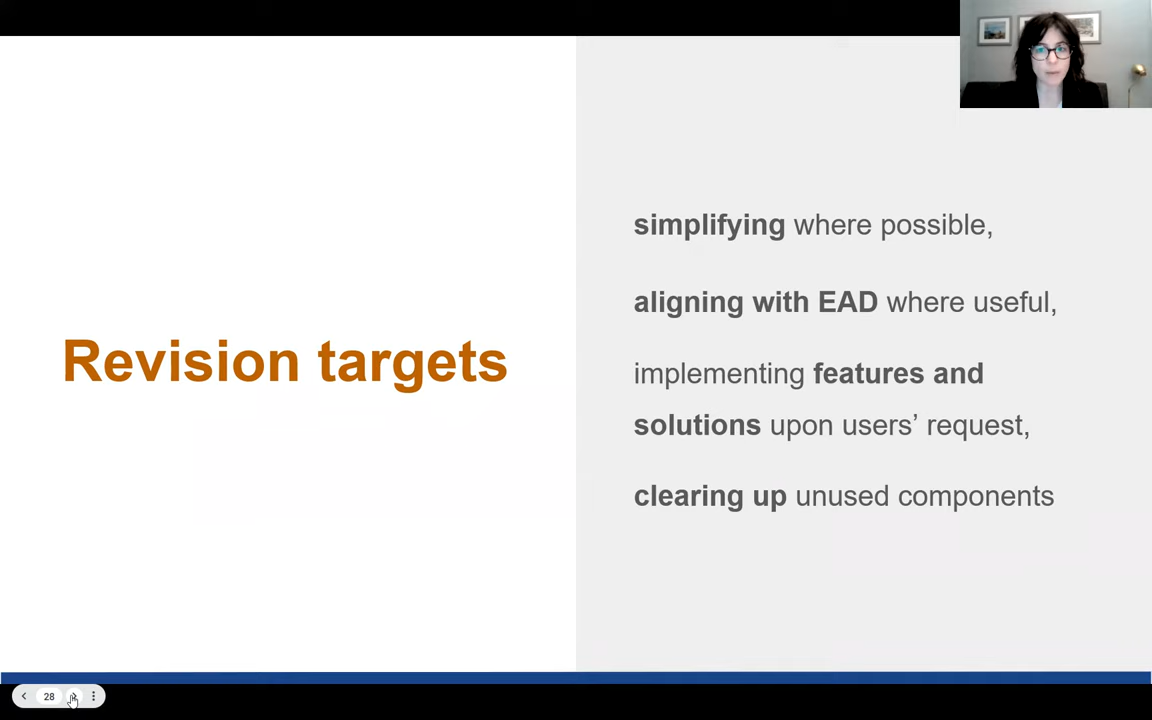 Revision targets
simplifying where possible,
aligning with EAD where useful,
implementing features and
solutions upon users’ request,
clearing up unused components
28